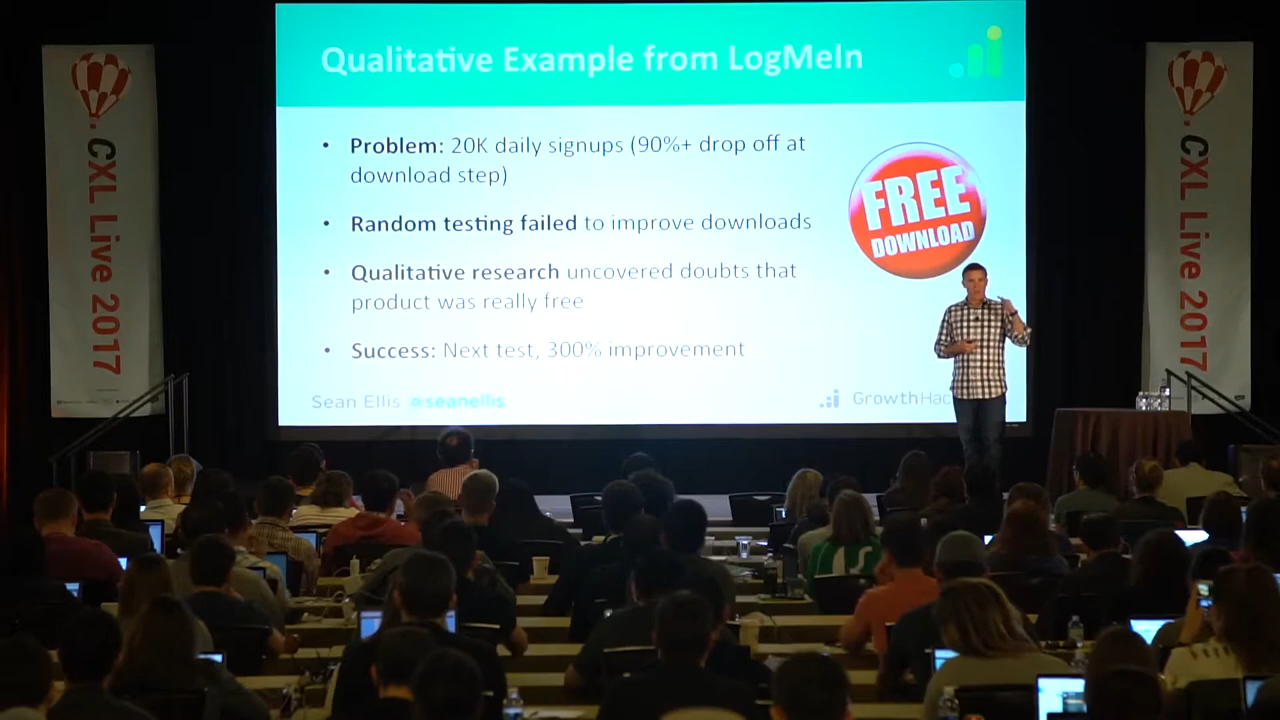 Qualitative Example from LogMeIn
• Problem: 20K daily signups (90%+ drop off at
download step)
• Random testing failed to improve downloads
• Qualitative research uncovered doubts that
product was really free
• Success: Next test, 300% improvement
FREE
DOWNLOAD
Sean Ellis @seanellis
GrowthHac
CXL Live 2017
CXL Live 2017